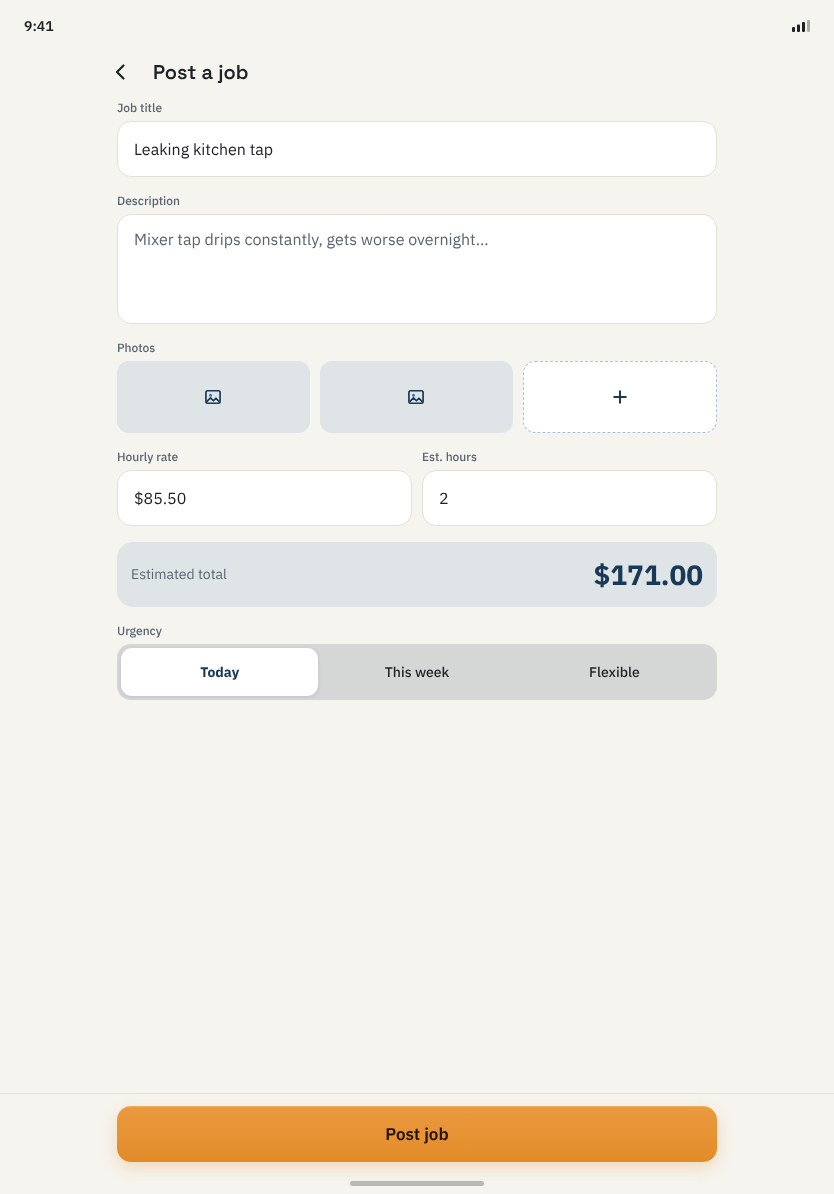 9:41
Post a job
Job title
Leaking kitchen tap
Description
Mixer tap drips constantly, gets worse overnight…
Photos
Hourly rate
Est. hours
$85.50
2
Estimated total
$171.00
Urgency
Today
This week
Flexible
Post job